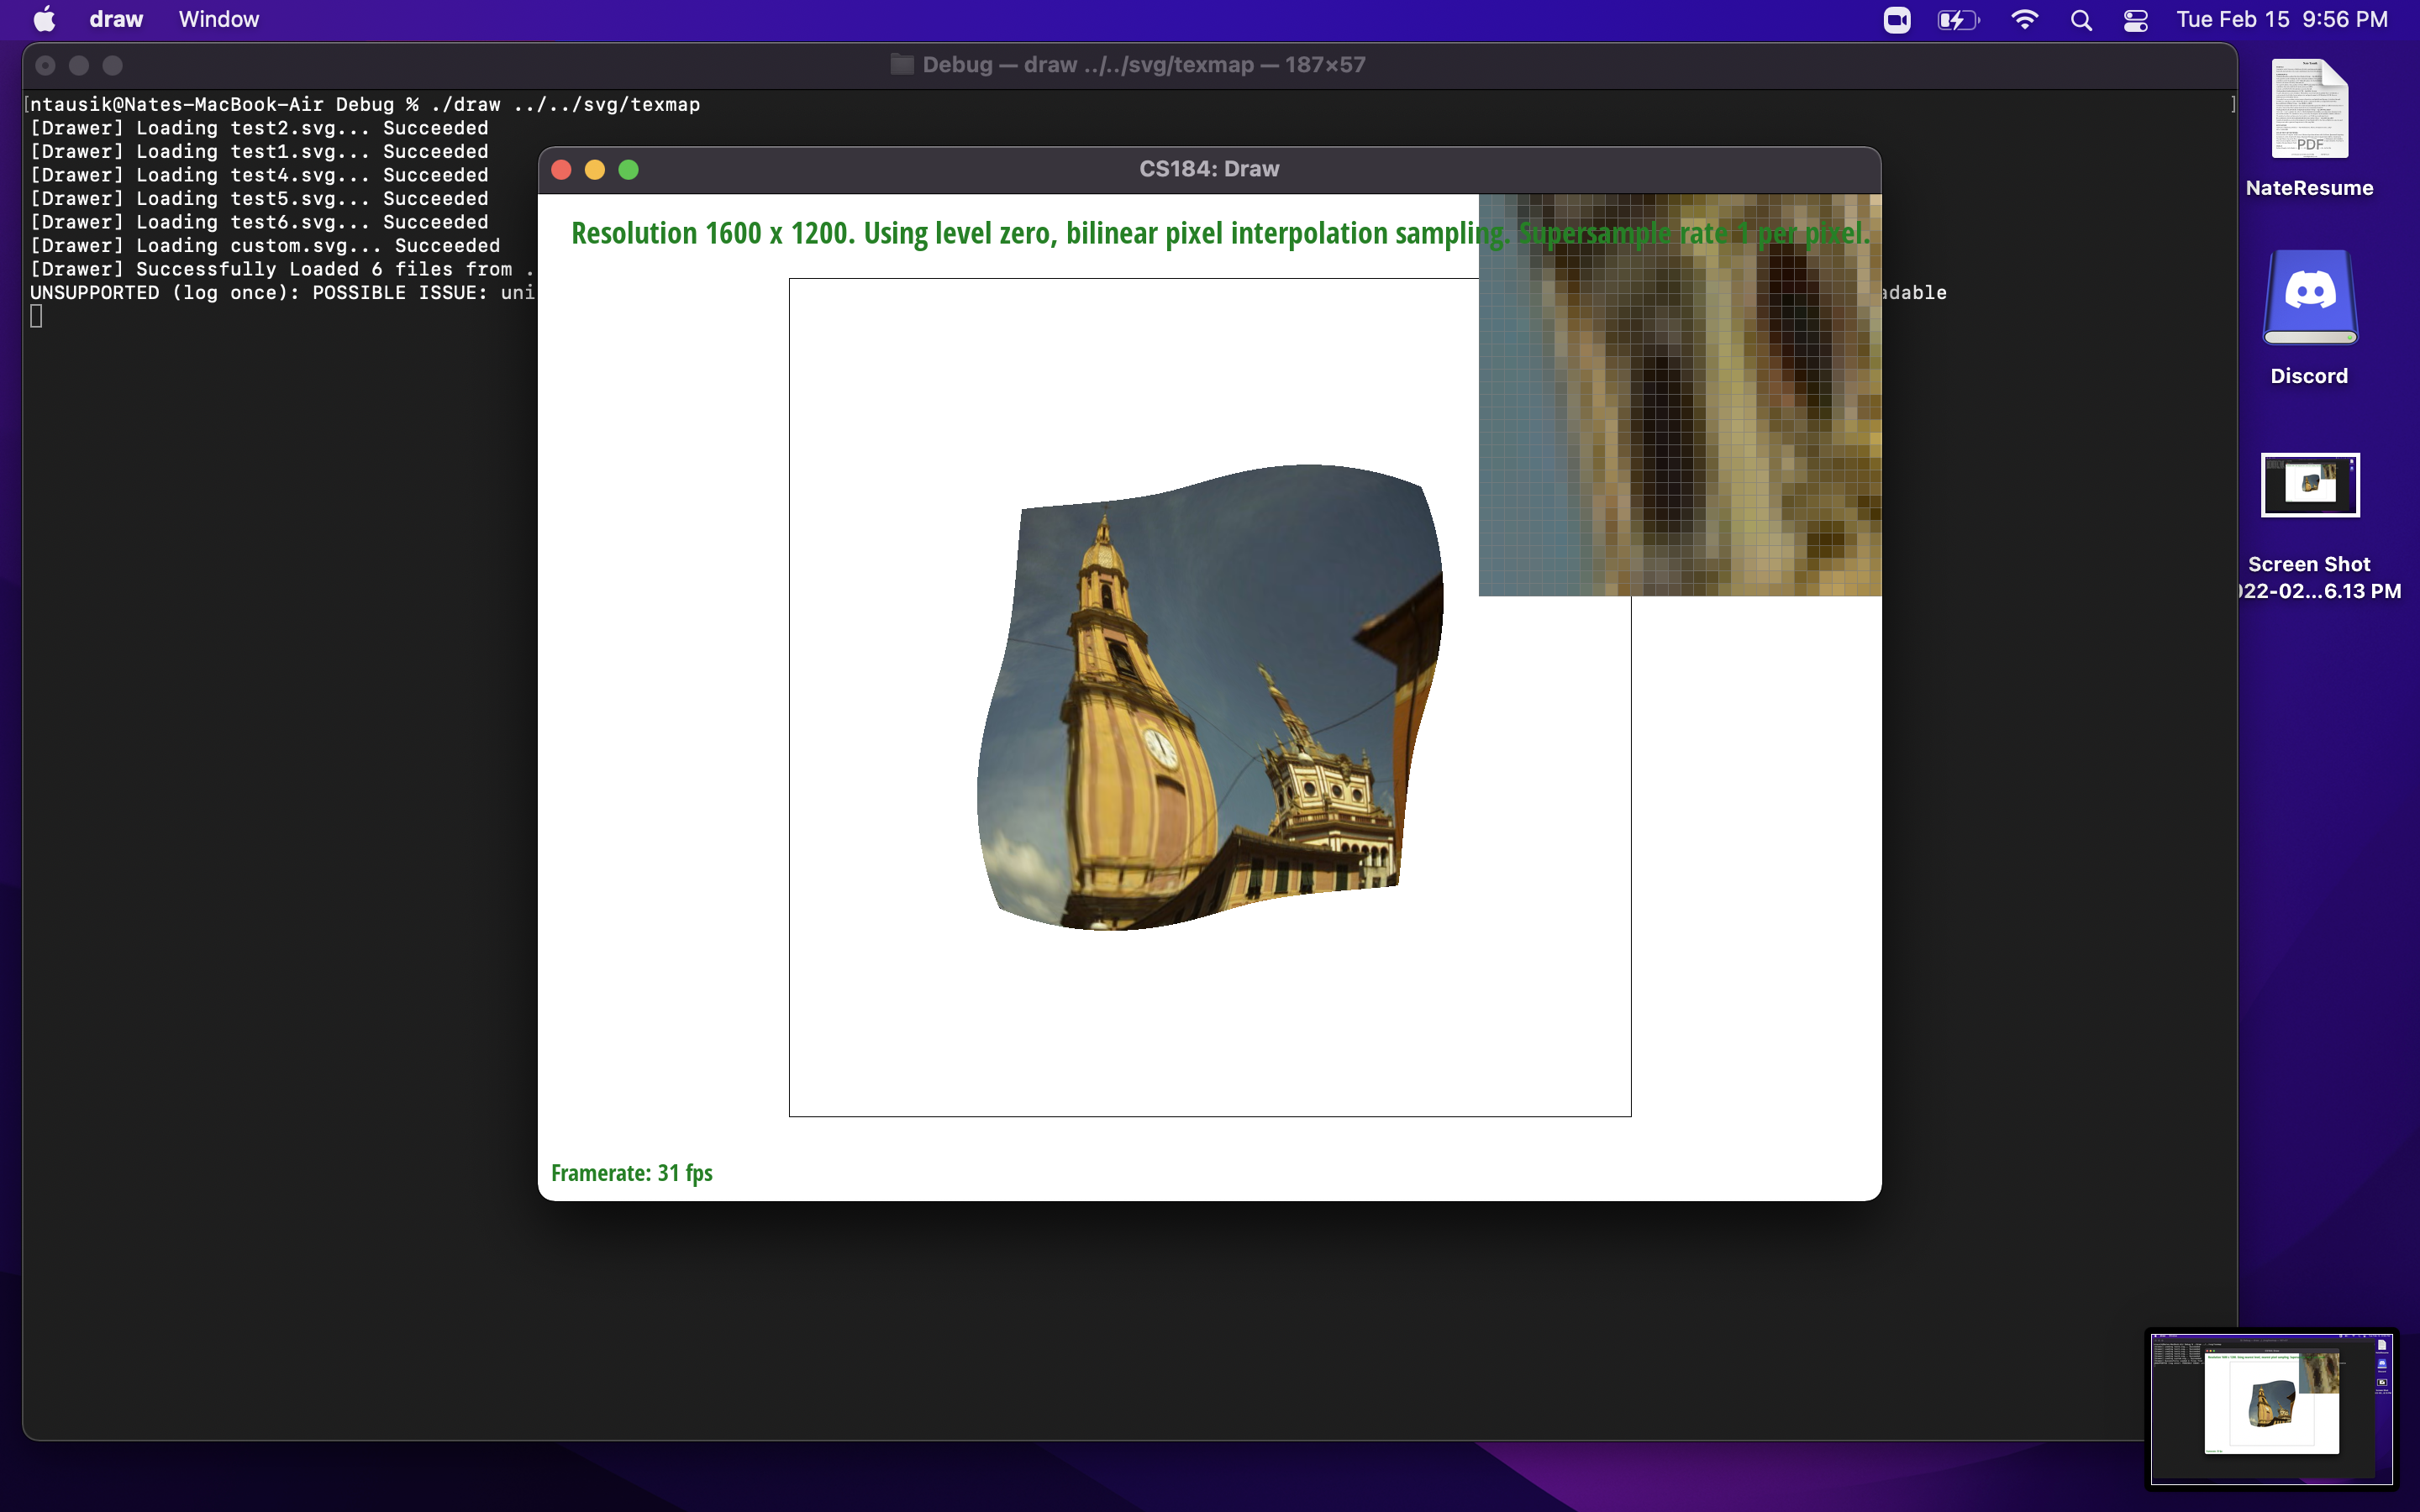 draw Window Tue Feb 15 9:56 PM
Debug — draw ../../svg/texmap — 187×57
[ntausik@Nates-MacBook-Air Debug % ./draw ../../svg/texmap ]
[Drawer] Loading test2.svg... Succeeded
[Drawer] Loading test1.svg... Succeeded
[Drawer] Loading test4.svg... Succeeded
[Drawer] Loading test5.svg... Succeeded
[Drawer] Loading test6.svg... Succeeded
[Drawer] Loading custom.svg... Succeeded
[Drawer] Successfully Loaded 6 files from .
UNSUPPORTED (log once): POSSIBLE ISSUE: uni adable
CS184: Draw
Resolution 1600 x 1200. Using level zero, bilinear pixel interpolation sampling. Supersample rate 1 per pixel.
Framerate: 31 fps
PDF
NateResume
Discord
Screen Shot
022-02...6.13 PM